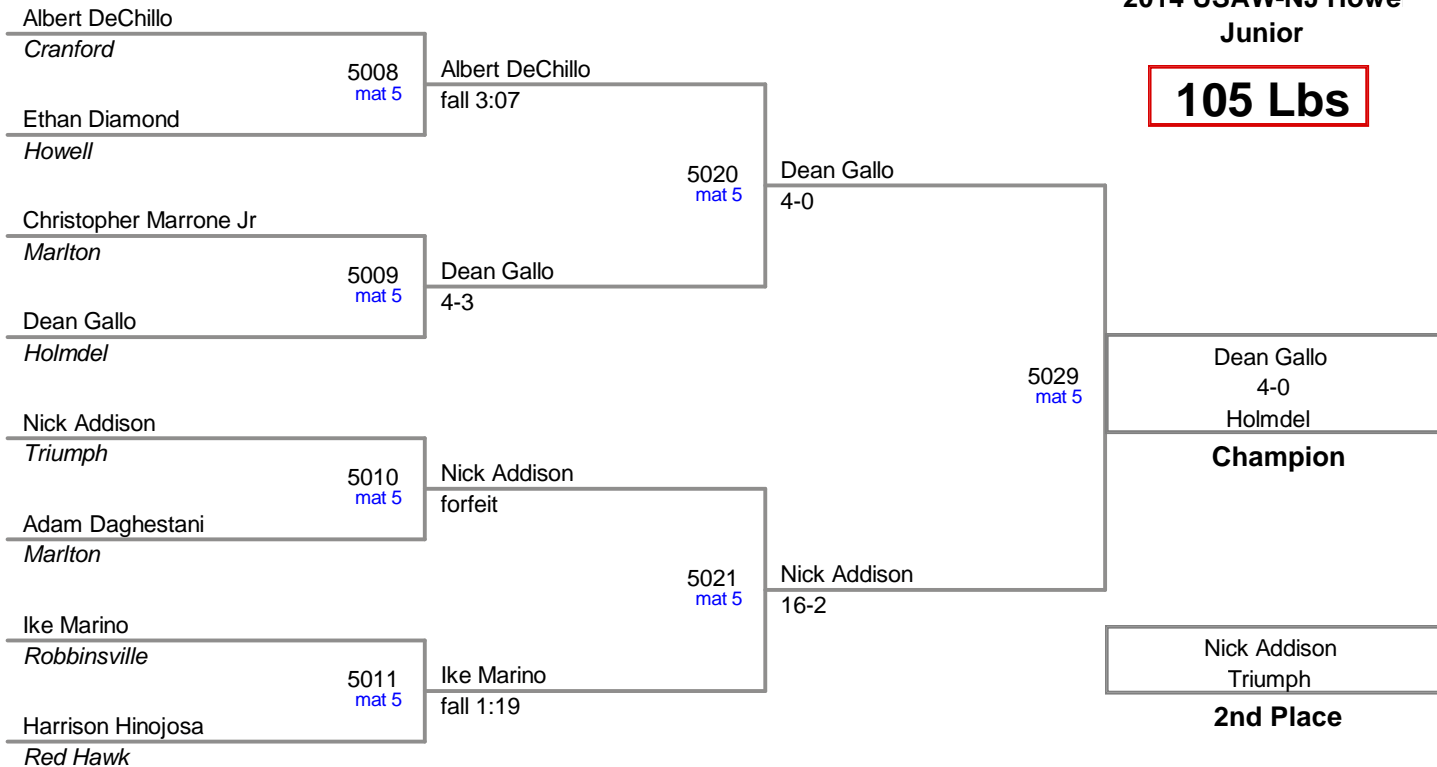 2014 USAW-NJ Howe
Junior
105 Lbs
Albert DeChillo
Cranford
5008
mat 5
Ethan Diamond
Howell
Albert DeChillo
fall 3:07
Christopher Marrone Jr
Marlton
5009
mat 5
Dean Gallo
Holmdel
Dean Gallo
4-3
5020
mat 5
Dean Gallo
4-0
Nick Addison
Triumph
5010
mat 5
Adam Daghestani
Marlton
Nick Addison
forfeit
Ike Marino
Robbinsville
5011
mat 5
Harrison Hinojosa
Red Hawk
Ike Marino
fall 1:19
5021
mat 5
Nick Addison
16-2
5029
mat 5
Dean Gallo
4-0
Holmdel
Champion
Nick Addison
Triumph
2nd Place